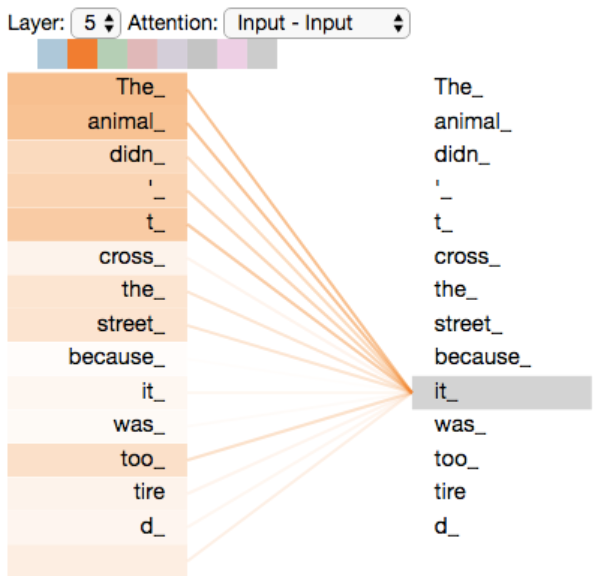 Layer: 5 Attention: Input - Input
The_ The_
animal_ animal_
didn_ didn_
'_ '_
t_ t_
cross_ cross_
the_ the_
street_ street_
because_ because_
it_ it_
was_ was_
too_ too_
tire tire
d_ d_